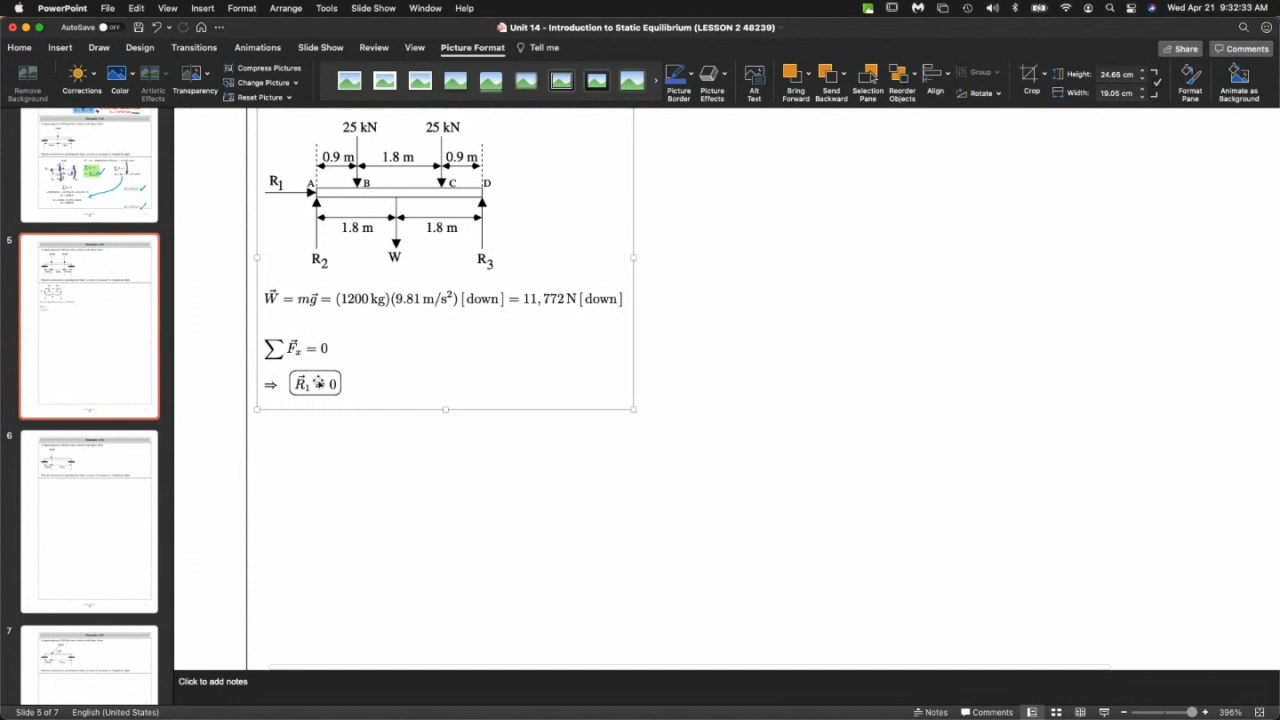 PowerPoint File Edit View Insert Format Arrange Tools Slide Show Window Help Wed Apr 21 9:32:33 AM
AutoSave OFF Unit 14 - Introduction to Static Equilibrium (LESSON 2 48239)
Home Insert Draw Design Transitions Animations Slide Show Review View Picture Format Tell me Share Comments
Remove Background
Corrections
Color
Artistic Effects
Transparency
Compress Pictures
Change Picture
Reset Picture
Picture Border
Picture Effects
Alt Text
Bring Forward
Send Backward
Selection Pane
Reorder Objects
Align
Group
Rotate
Crop
Height: 24.65 cm
Width: 19.05 cm
Format Pane
Animate as Background
25 kN 25 kN
0.9 m 1.8 m 0.9 m
R₁ A B C D
1.8 m 1.8 m
R₂ W R₃
W⃗ = mg⃗ = (1200 kg)(9.81 m/s²) [down] = 11,772 N [down]
∑ F⃗ₓ = 0
⇒ R⃗₁ = 0
5
6
7
Click to add notes
Slide 5 of 7 English (United States) Notes Comments 396%